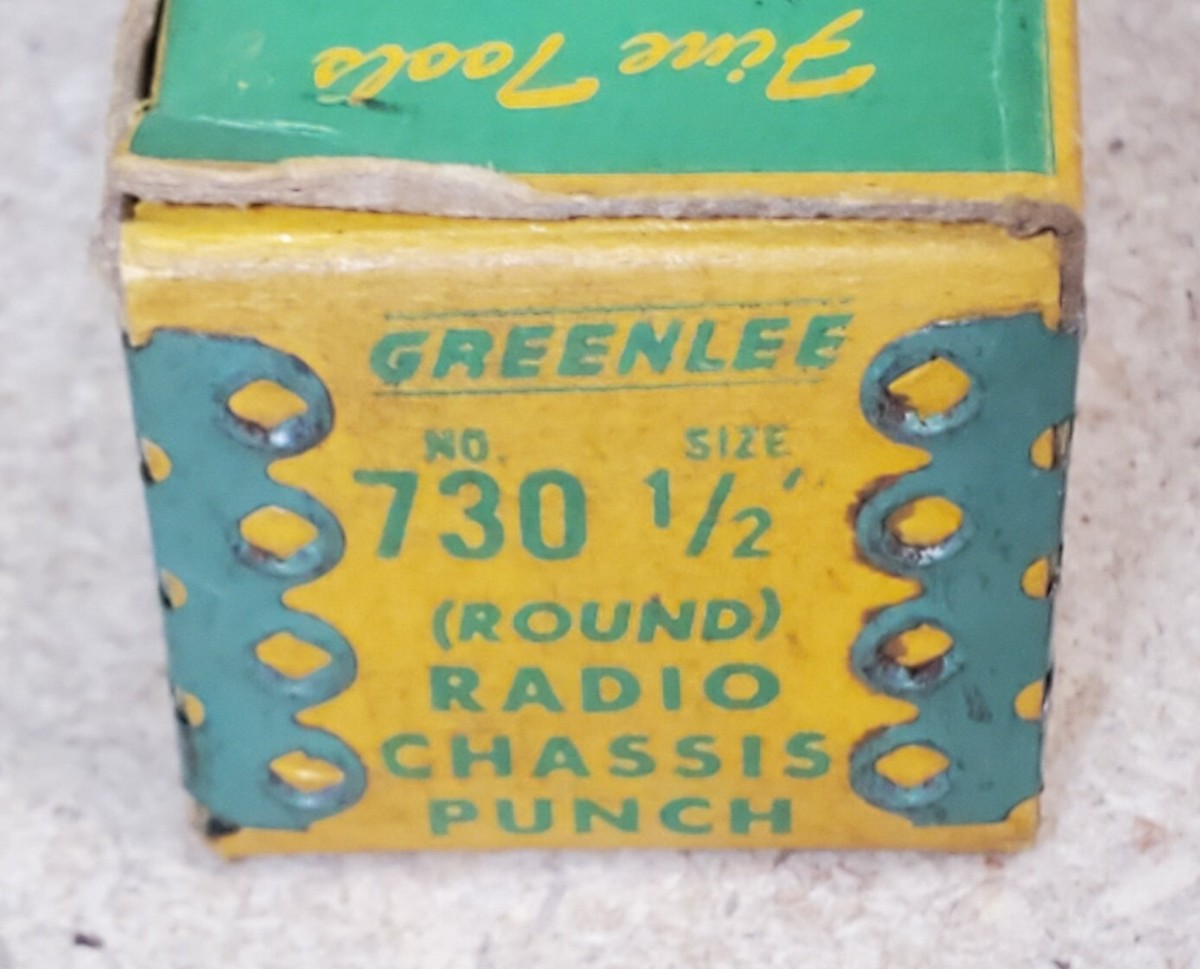 Fine Tools
GREENLEE
NO. SIZE
730 1/2'
(ROUND)
RADIO
CHASSIS
PUNCH